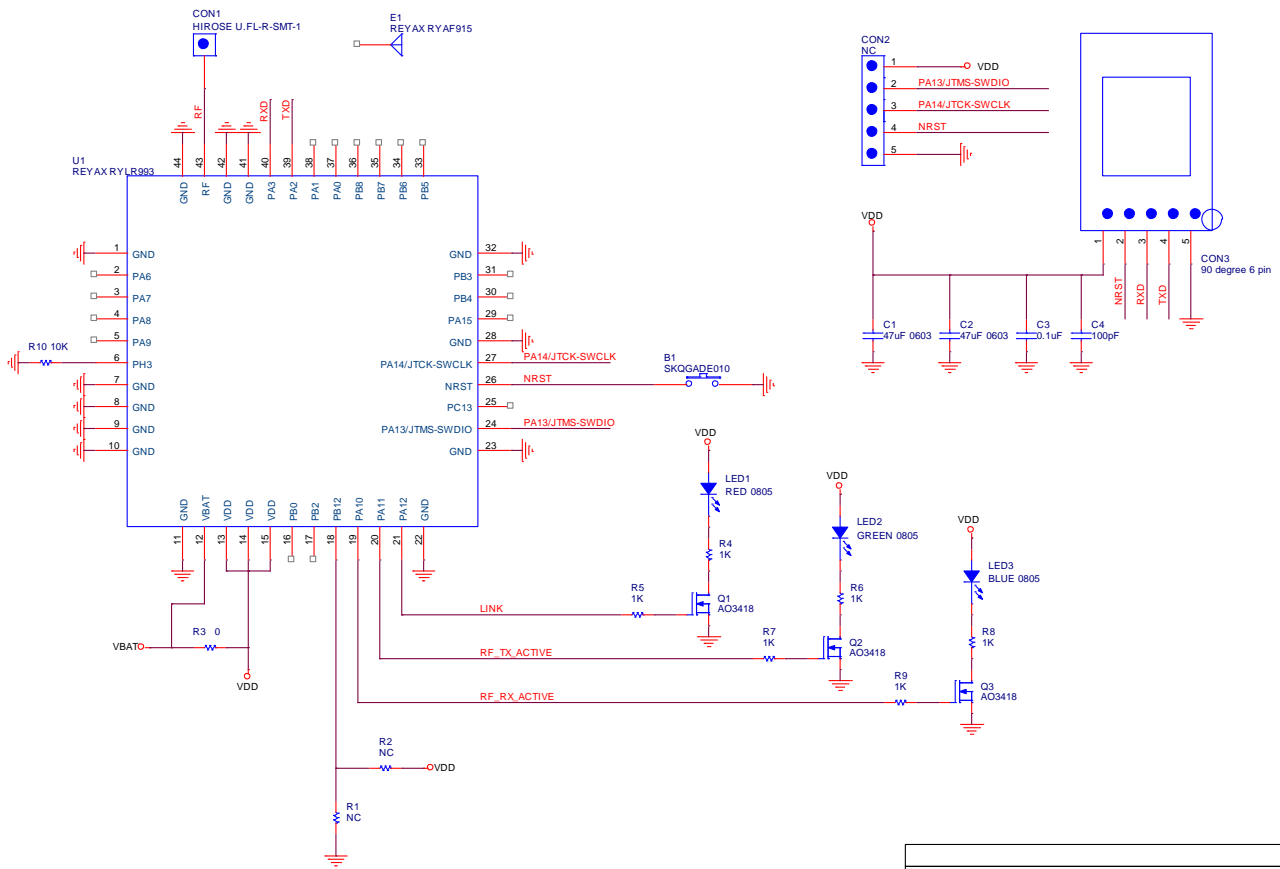 CON1
HIROSE U.FL-R-SMT-1
E1
REYAX RYAF915
RF
RXD
TXD
44
43
42
41
40
39
38
37
36
35
34
33
U1
REYAX RYLR993
GND
RF
GND
GND
PA3
PA2
PA1
PA0
PB8
PB7
PB6
PB5
1 GND
2 PA6
3 PA7
4 PA8
5 PA9
R10 10K
6 PH3
7 GND
8 GND
9 GND
10 GND
GND 32
PB3 31
PB4 30
PA15 29
GND 28
PA14/JTCK-SWCLK 27 PA14/JTCK-SWCLK
NRST 26 NRST
PC13 25
PA13/JTMS-SWDIO 24 PA13/JTMS-SWDIO
GND 23
B1
SKQGADE010
GND
VBAT
VDD
VDD
VDD
PB0
PB2
PB12
PA10
PA11
PA12
GND
11
12
13
14
15
16
17
18
19
20
21
22
VBAT
R3 0
VDD
LINK
RF_TX_ACTIVE
RF_RX_ACTIVE
R5
1K
R7
1K
R9
1K
VDD
LED1
RED 0805
R4
1K
Q1
AO3418
VDD
LED2
GREEN 0805
R6
1K
Q2
AO3418
VDD
LED3
BLUE 0805
R8
1K
Q3
AO3418
R2
NC
VDD
R1
NC
CON2
NC
1 VDD
2 PA13/JTMS-SWDIO
3 PA14/JTCK-SWCLK
4 NRST
5
VDD
1
2
3
4
5
NRST
RXD
TXD
CON3
90 degree 6 pin
C1
47uF 0603
C2
47uF 0603
C3
0.1uF
C4
100pF